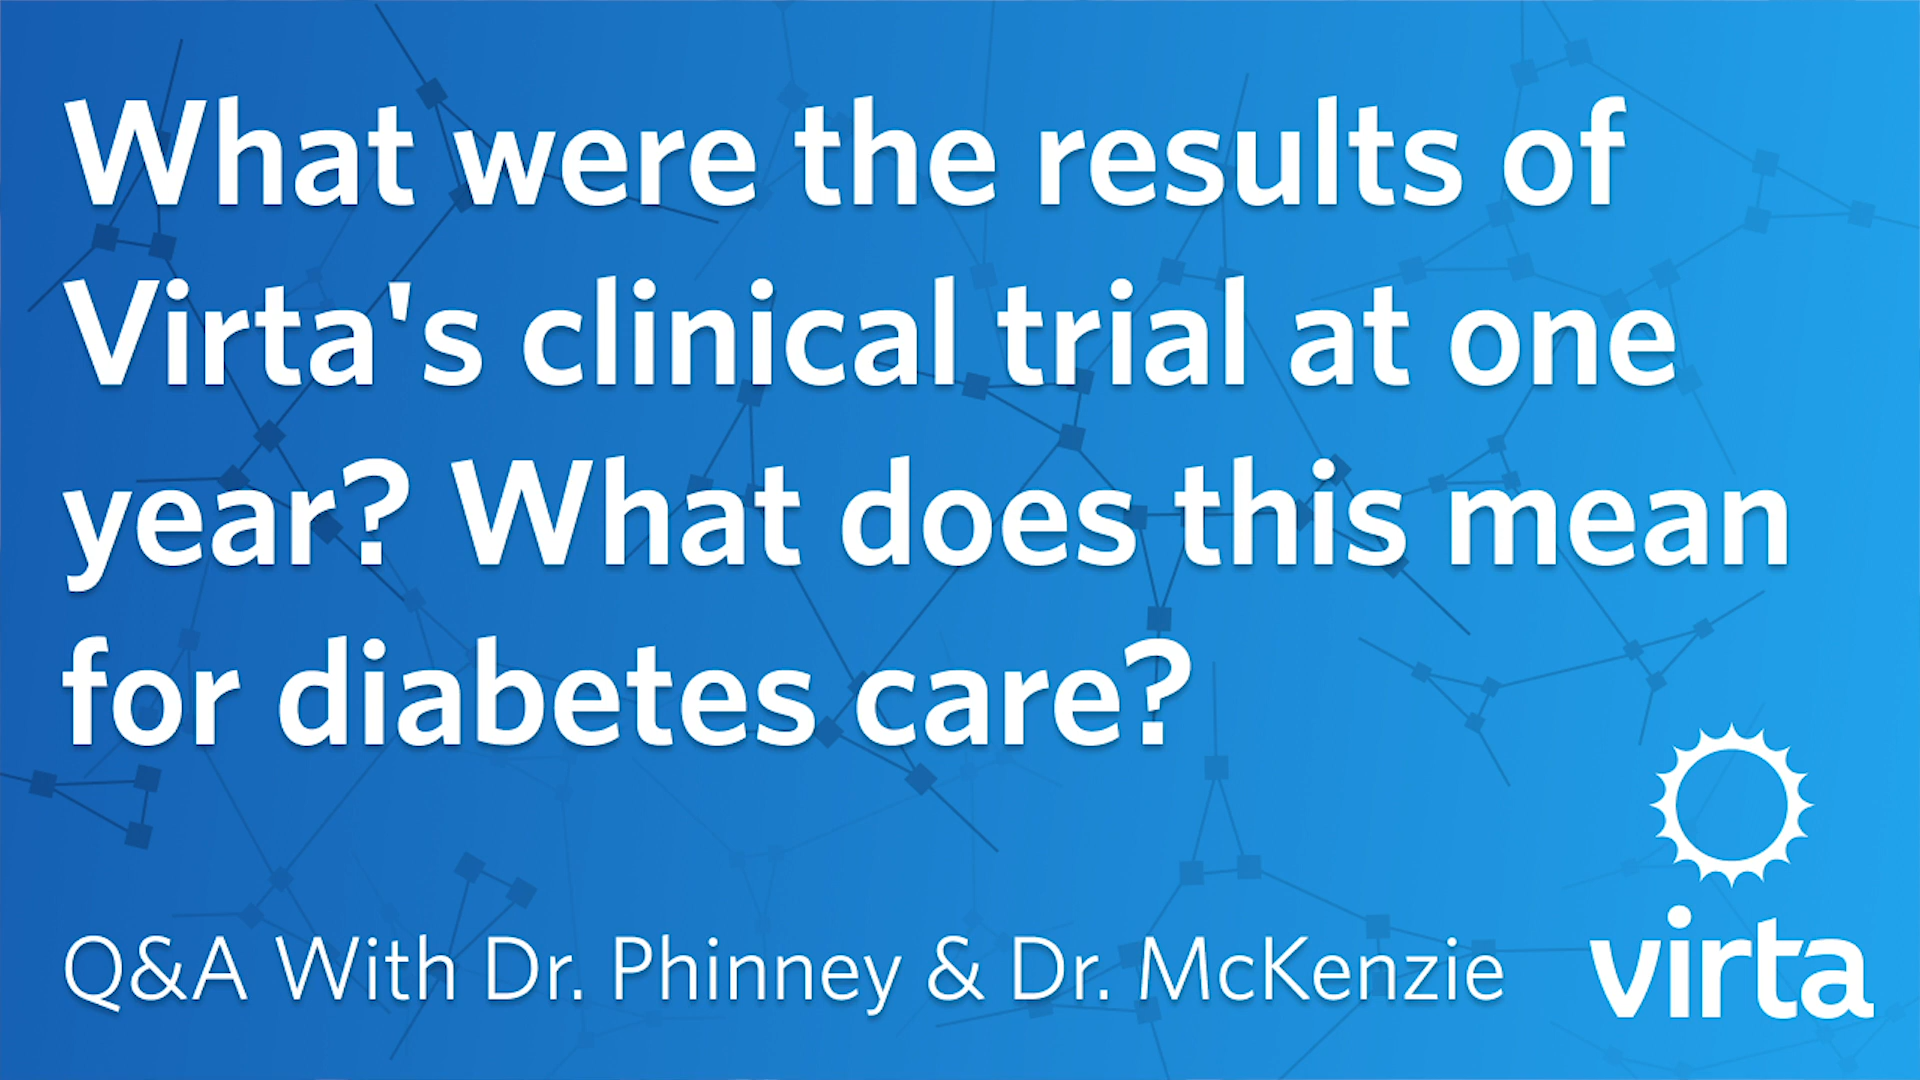 What were the results of
Virta's clinical trial at one
year? What does this mean
for diabetes care?
Q&A With Dr. Phinney & Dr. McKenzie
virta